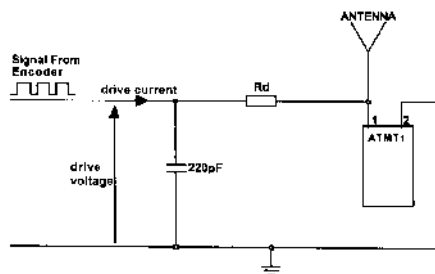 ANTENNA
Signal From
Encoder
drive current
Rd
1 2
ATMT1
220pF
drive
voltage